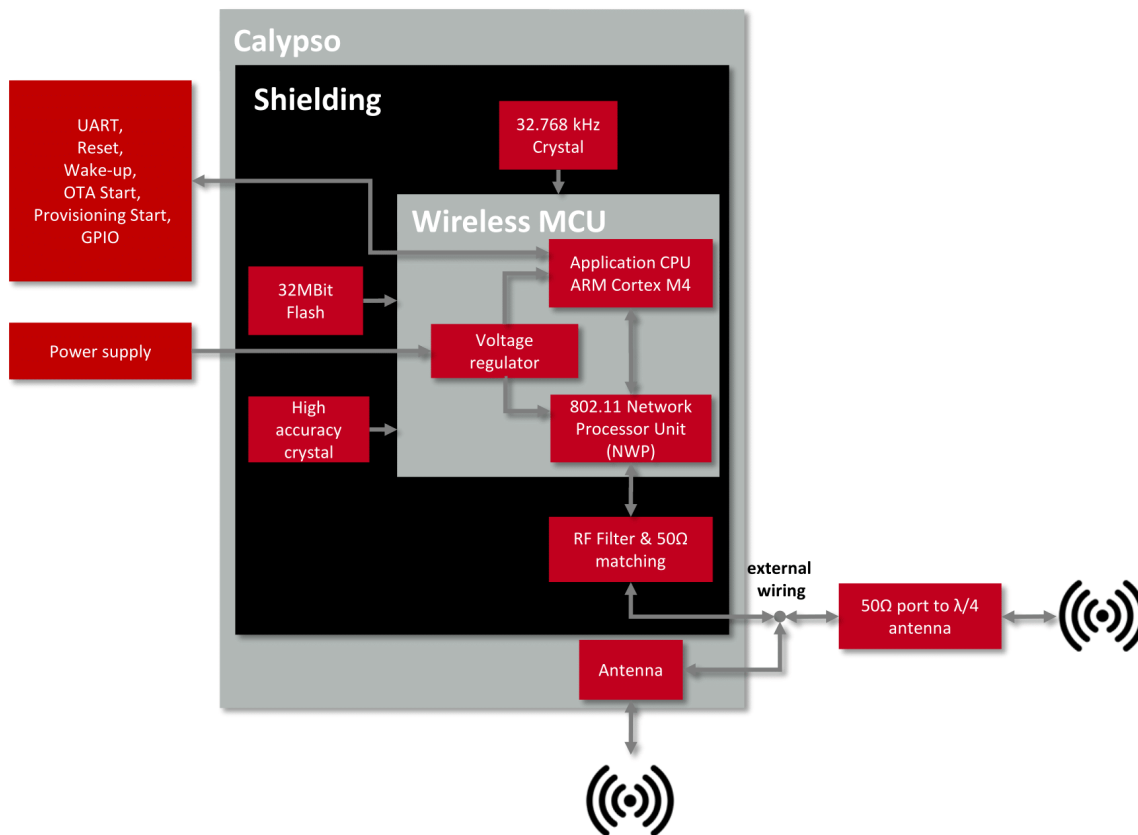 Calypso
Shielding
UART,
Reset,
Wake-up,
OTA Start,
Provisioning Start,
GPIO
32.768 kHz
Crystal
Wireless MCU
Application CPU
ARM Cortex M4
32MBit
Flash
Power supply
Voltage
regulator
High
accuracy
crystal
802.11 Network
Processor Unit
(NWP)
RF Filter & 50Ω
matching
external
wiring
50Ω port to λ/4
antenna
Antenna